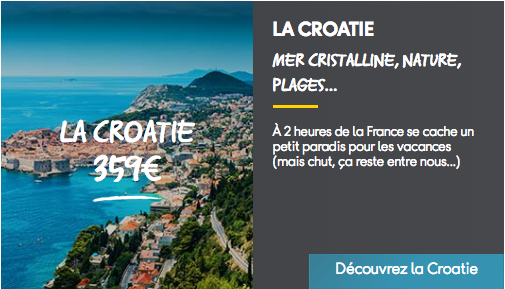 LA CROATIE
359€
LA CROATIE
MER CRISTALLINE, NATURE,
PLAGES...
À 2 heures de la France se cache un
petit paradis pour les vacances
(mais chut, ça reste entre nous...)
Découvrez la Croatie